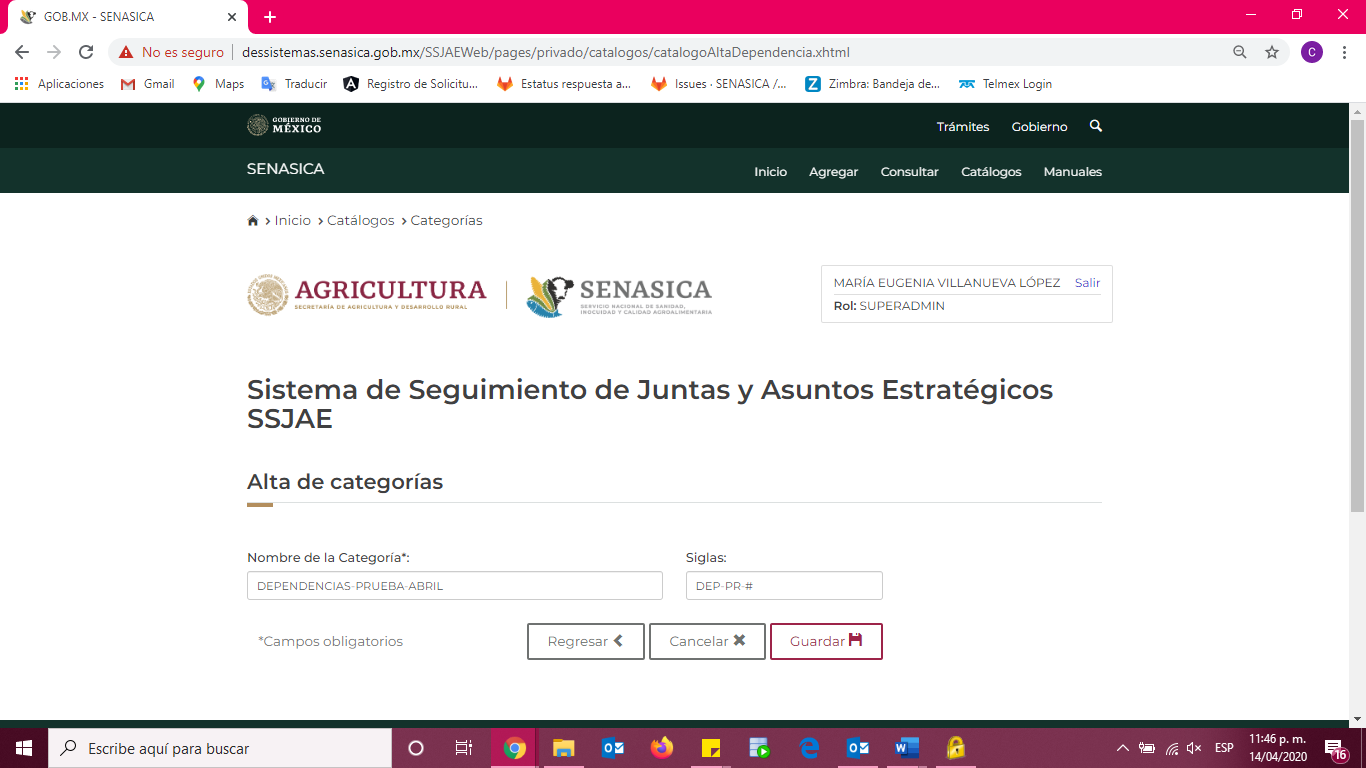 GOB.MX - SENASICA
No es seguro | dessistemas.senasica.gob.mx/SSJAEWeb/pages/privado/catalogos/catalogoAltaDependencia.xhtml
C
Aplicaciones Gmail Maps Traducir Registro de Solicitu... Estatus respuesta a... Issues · SENASICA /... Zimbra: Bandeja de... Telmex Login
GOBIERNO DE
MÉXICO
Trámites Gobierno
SENASICA
Inicio Agregar Consultar Catálogos Manuales
Inicio Catálogos Categorías
AGRICULTURA
SECRETARÍA DE AGRICULTURA Y DESARROLLO RURAL
SENASICA
SERVICIO NACIONAL DE SANIDAD,
INOCUIDAD Y CALIDAD AGROALIMENTARIA
MARÍA EUGENIA VILLANUEVA LÓPEZ Salir
Rol: SUPERADMIN
Sistema de Seguimiento de Juntas y Asuntos Estratégicos
SSJAE
Alta de categorías
Nombre de la Categoría*: Siglas:
DEPENDENCIAS-PRUEBA-ABRIL DEP-PR-#
*Campos obligatorios Regresar Cancelar Guardar
Escribe aquí para buscar
ESP
11:46 p. m.
14/04/2020
16